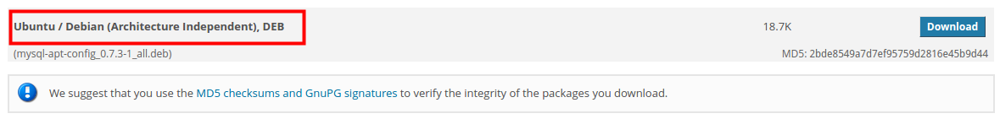 Ubuntu / Debian (Architecture Independent), DEB 18.7K Download
(mysql-apt-config_0.7.3-1_all.deb) MD5: 2bde8549a7d7ef95759d2816e45b9d44
We suggest that you use the MD5 checksums and GnuPG signatures to verify the integrity of the packages you download.